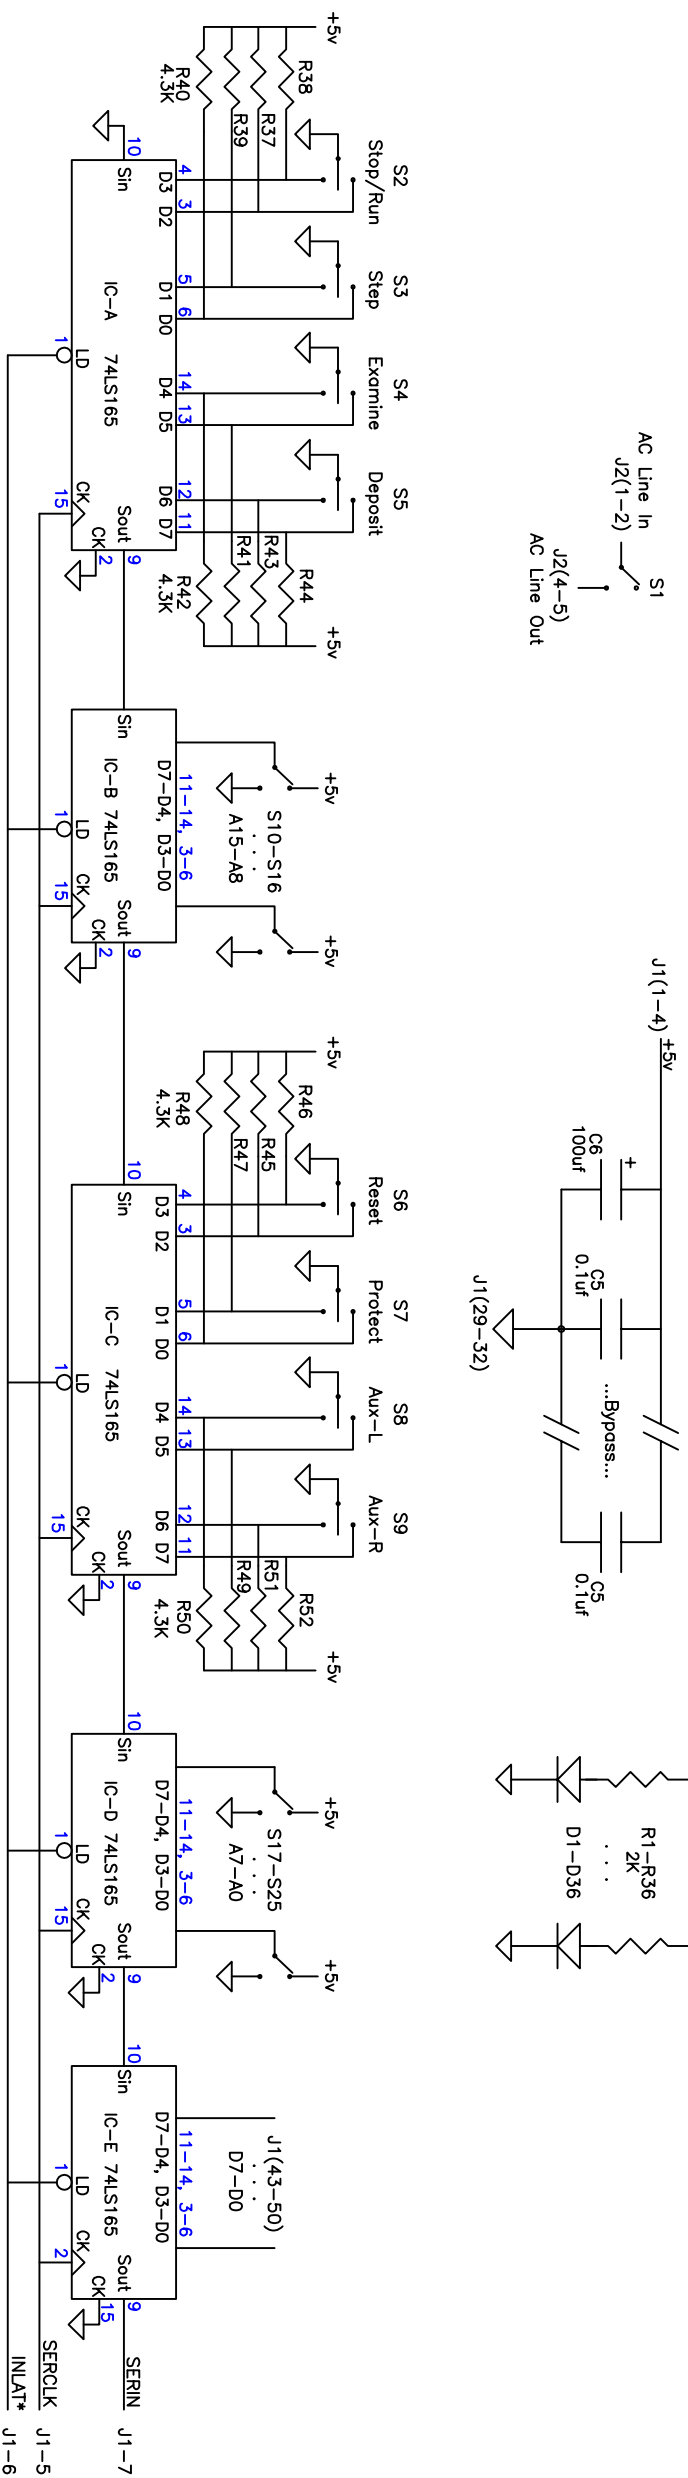 AC Line In
J2(1-2)
S1
J2(4-5)
AC Line Out
J1(1-4)
+5v
C6
100uf
+
C5
0.1uf
...Bypass...
C5
0.1uf
J1(29-32)
R1-R36
2K
. . .
D1-D36
S2
Stop/Run
S3
Step
S4
Examine
S5
Deposit
+5v
R38
R37
R39
R40
4.3K
+5v
R44
R43
R41
R42
4.3K
10
Sin
4
D3
3
D2
5
D1
6
D0
14
D4
13
D5
12
D6
11
D7
IC-A
74LS165
1
LD
15
CK
Sout
9
CK
2
+5v
S10-S16
. . .
A15-A8
+5v
Sin
11-14, 3-6
D7-D4, D3-D0
IC-B 74LS165
1
LD
15
CK
Sout
9
CK
2
S6
Reset
S7
Protect
S8
Aux-L
S9
Aux-R
+5v
R46
R45
R47
R48
4.3K
+5v
R52
R51
R49
R50
4.3K
10
Sin
4
D3
3
D2
5
D1
6
D0
14
D4
13
D5
12
D6
11
D7
IC-C
74LS165
1
LD
15
CK
Sout
9
CK
2
+5v
S17-S25
. . .
A7-A0
+5v
10
Sin
11-14, 3-6
D7-D4, D3-D0
IC-D 74LS165
1
LD
15
CK
Sout
9
CK
2
J1(43-50)
. . .
D7-D0
10
Sin
11-14, 3-6
D7-D4, D3-D0
IC-E 74LS165
1
LD
2
CK
Sout
9
CK
15
SERIN J1-7
SERCLK J1-5
INLAT* J1-6